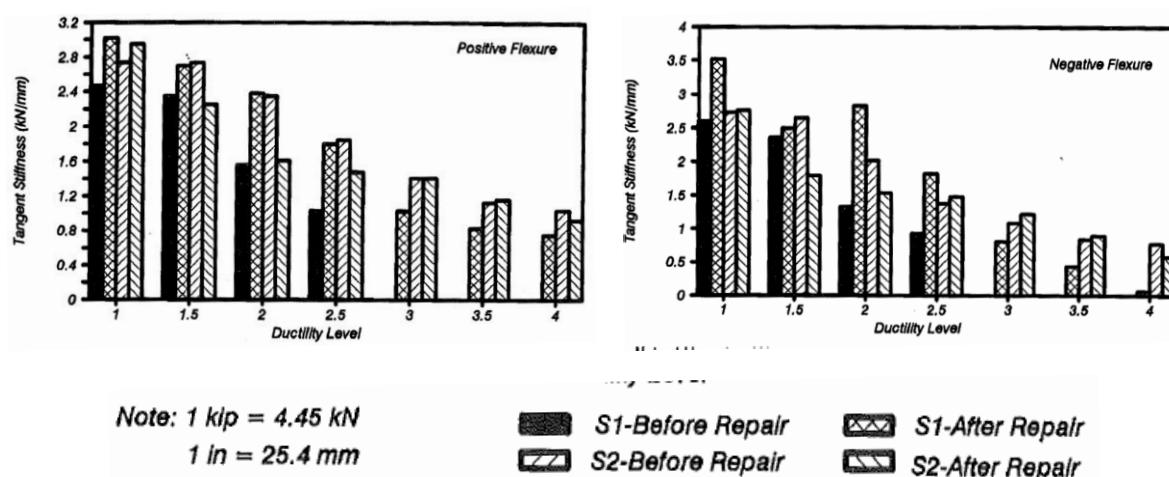 3.2
2.8
2.4
2
1.6
1.2
0.8
0.4
0
Tangent Stiffness (kN/mm)
Positive Flexure
1 1.5 2 2.5 3 3.5 4
Ductility Level
4
3.5
3
2.5
2
1.5
1
0.5
0
Tangent Stiffness (kN/mm)
Negative Flexure
1 1.5 2 2.5 3 3.5 4
Ductility Level
Note: 1 kip = 4.45 kN
1 in = 25.4 mm
S1-Before Repair
S1-After Repair
S2-Before Repair
S2-After Repair